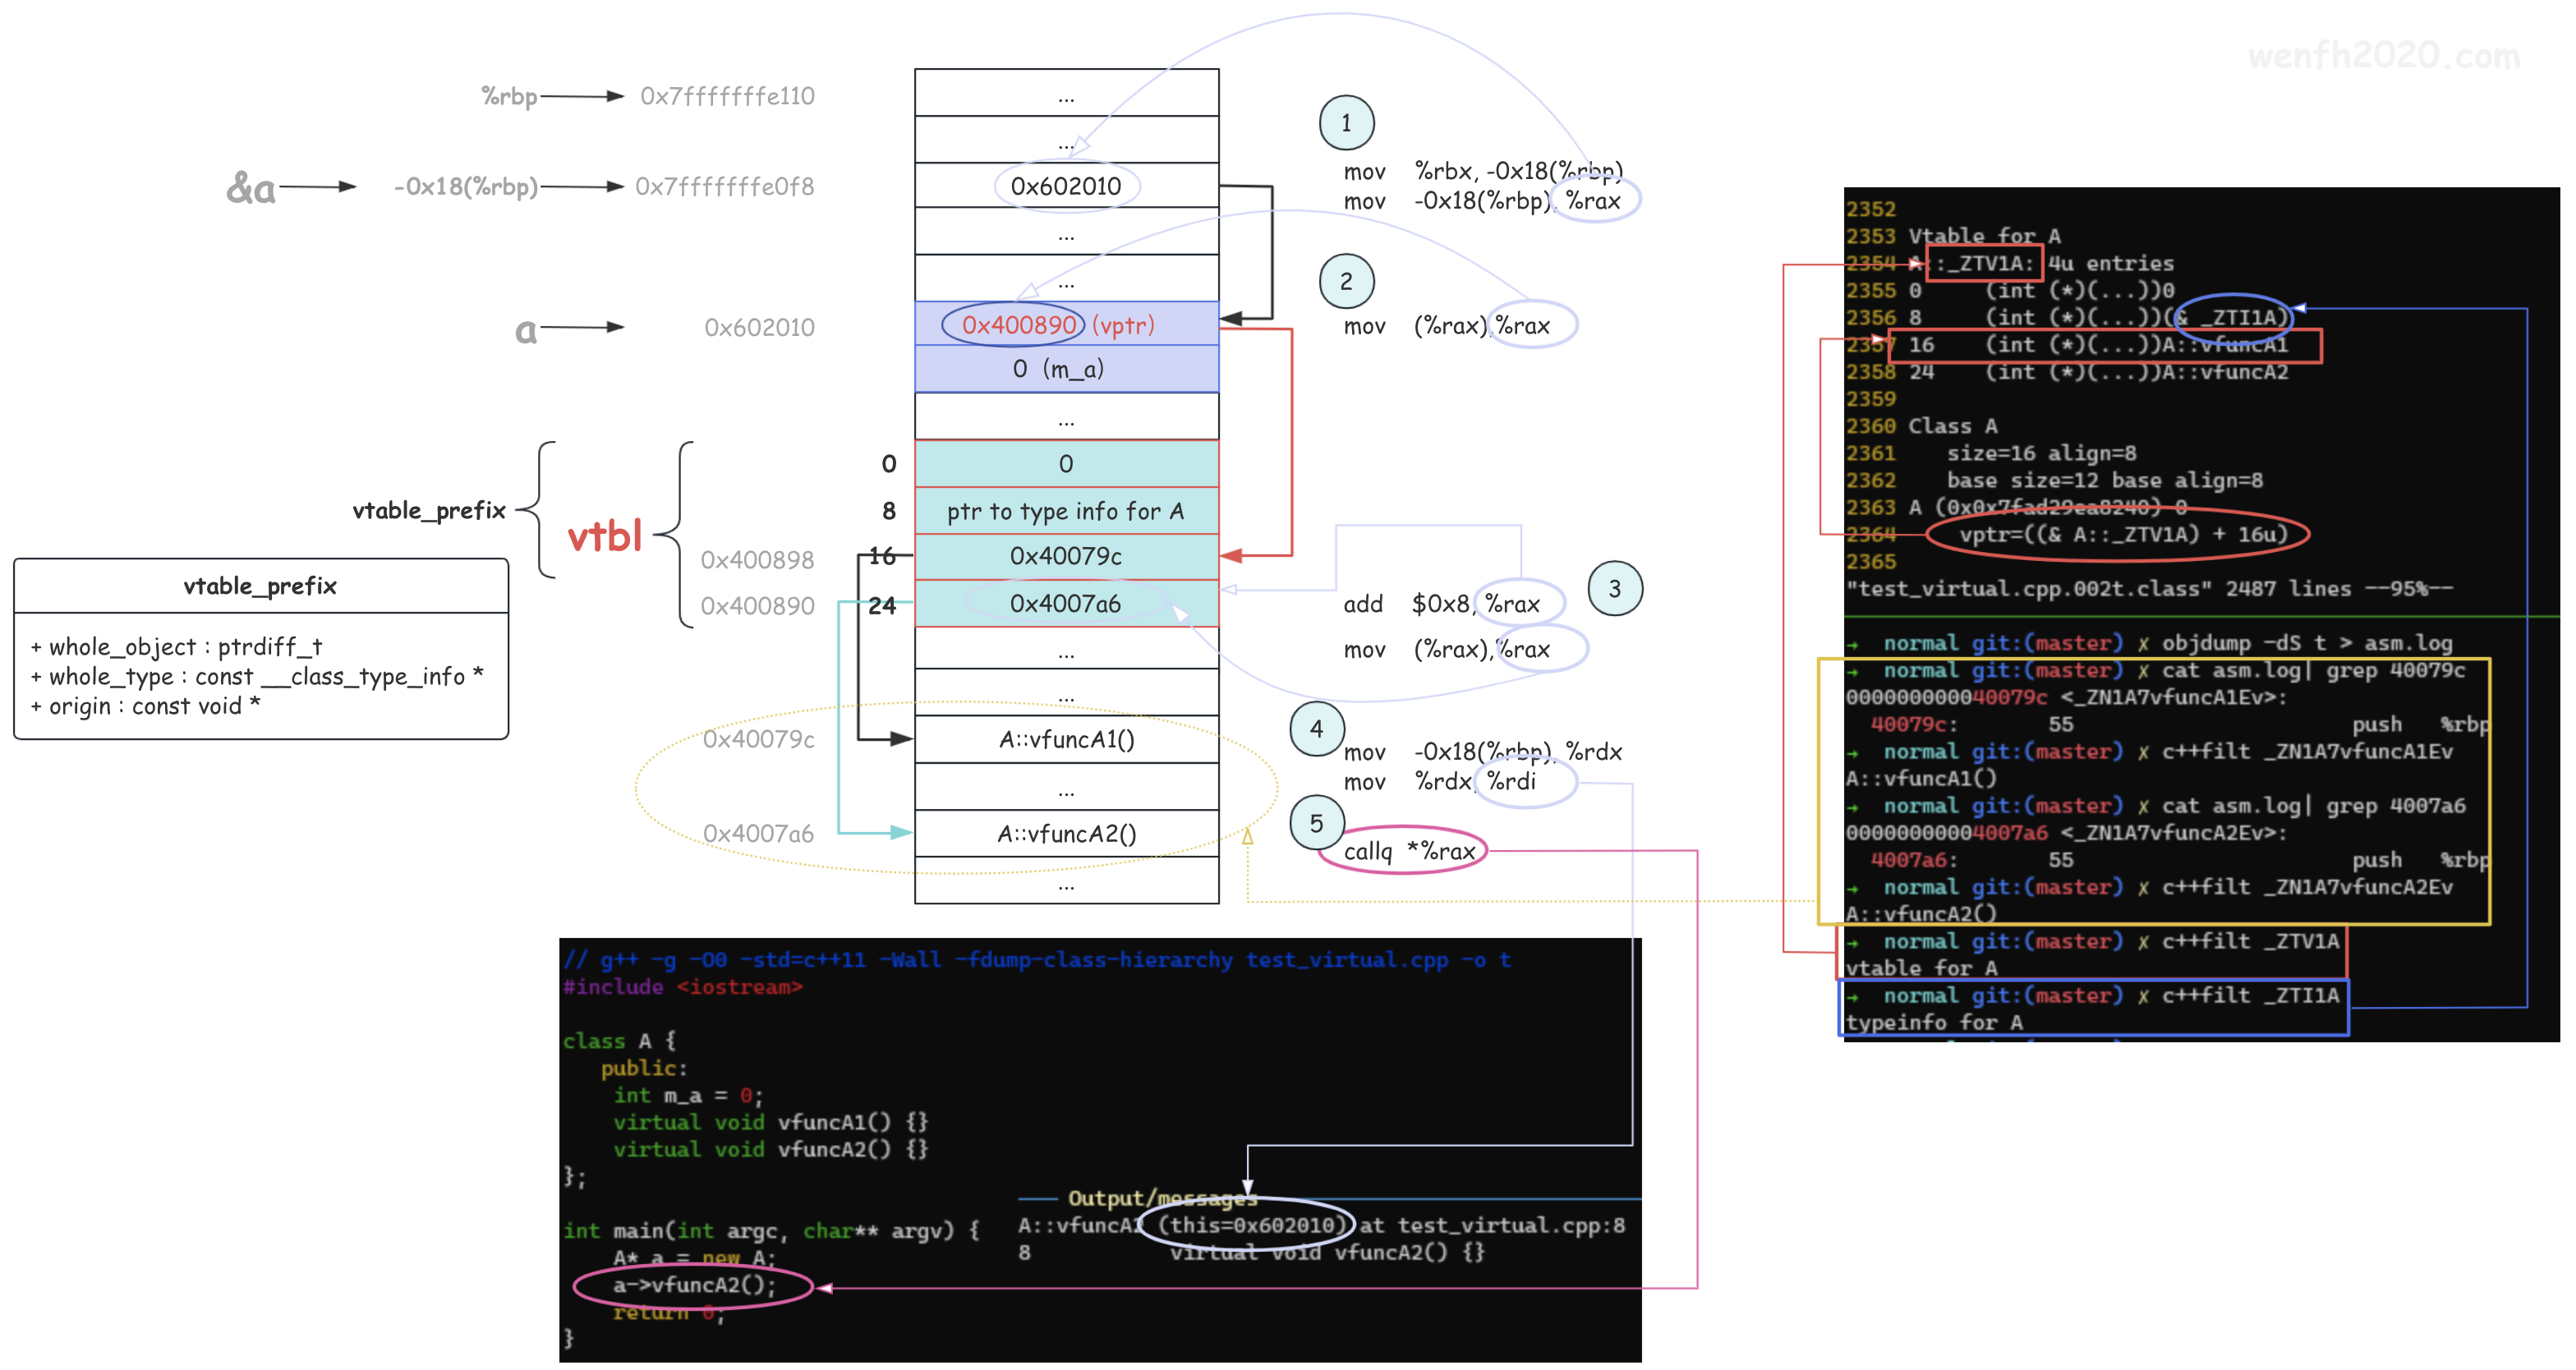 wenfh2020.com
%rbp
0x7fffffffe110
...
...
&a
-0x18(%rbp)
0x7fffffffe0f8
0x602010
...
...
a
0x602010
0x400890 (vptr)
0 (m_a)
...
0
0
8
ptr to type info for A
0x400898
16
0x40079c
0x400890
24
0x4007a6
...
...
0x40079c
A::vfuncA1()
...
0x4007a6
A::vfuncA2()
...
vtable_prefix
vtbl
vtable_prefix
+ whole_object : ptrdiff_t
+ whole_type : const __class_type_info *
+ origin : const void *
1
mov %rbx, -0x18(%rbp)
mov -0x18(%rbp), %rax
2
mov (%rax),%rax
3
add $0x8, %rax
mov (%rax),%rax
4
mov -0x18(%rbp), %rdx
mov %rdx, %rdi
5
callq *%rax
2352
2353 Vtable for A
2354 A::_ZTV1A: 4u entries
2355 0 (int (*)(...))0
2356 8 (int (*)(...))(& _ZTI1A)
2357 16 (int (*)(...))A::vfuncA1
2358 24 (int (*)(...))A::vfuncA2
2359
2360 Class A
2361 size=16 align=8
2362 base size=12 base align=8
2363 A (0x0x7fad29ea8240) 0
2364 vptr=((& A::_ZTV1A) + 16u)
2365
"test_virtual.cpp.002t.class" 2487 lines --95%--
→ normal git:(master) ✗ objdump -dS t > asm.log
→ normal git:(master) ✗ cat asm.log| grep 40079c
000000000040079c <_ZN1A7vfuncA1Ev>:
40079c: 55 push %rbp
→ normal git:(master) ✗ c++filt _ZN1A7vfuncA1Ev
A::vfuncA1()
→ normal git:(master) ✗ cat asm.log| grep 4007a6
00000000004007a6 <_ZN1A7vfuncA2Ev>:
4007a6: 55 push %rbp
→ normal git:(master) ✗ c++filt _ZN1A7vfuncA2Ev
A::vfuncA2()
→ normal git:(master) ✗ c++filt _ZTV1A
vtable for A
→ normal git:(master) ✗ c++filt _ZTI1A
typeinfo for A
// g++ -g -O0 -std=c++11 -Wall -fdump-class-hierarchy test_virtual.cpp -o t
#include <iostream>
class A {
public:
int m_a = 0;
virtual void vfuncA1() {}
virtual void vfuncA2() {}
};
int main(int argc, char** argv) {
A* a = new A;
a->vfuncA2();
return 0;
}
Output/messages
A::vfuncA2 (this=0x602010) at test_virtual.cpp:8
8 virtual void vfuncA2() {}